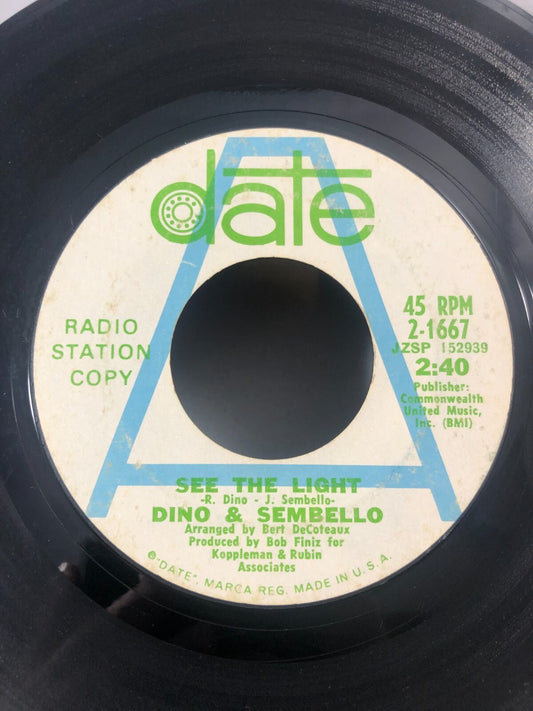 date
RADIO
STATION
COPY
45 RPM
2-1667
JZSP 152939
2:40
Publisher:
Commonwealth
United Music,
Inc. (BMI)
SEE THE LIGHT
-R. Dino - J. Sembello-
DINO & SEMBELLO
Arranged by Bert DeCoteaux
Produced by Bob Finiz for
Koppleman & Rubin
Associates
℗"DATE", MARCA REG. MADE IN U.S.A.